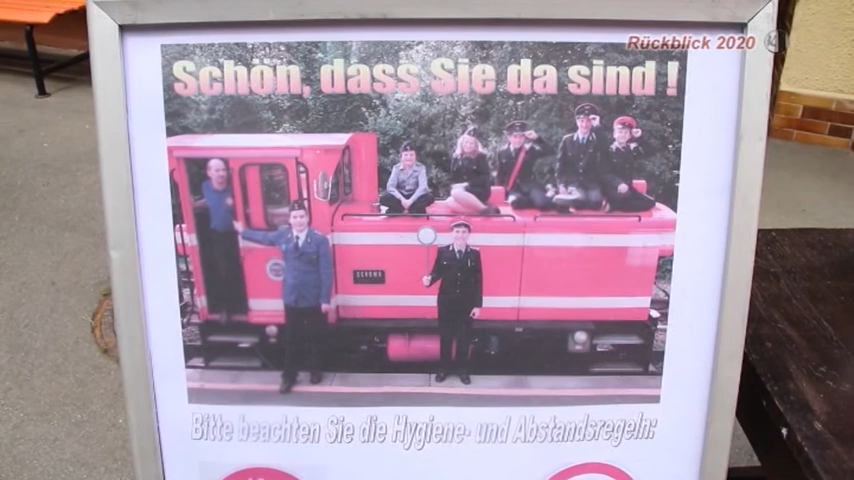 Rückblick 2020
Schön, dass Sie da sind !
SCHÖMA
Bitte beachten Sie die Hygiene- und Abstandsregeln: